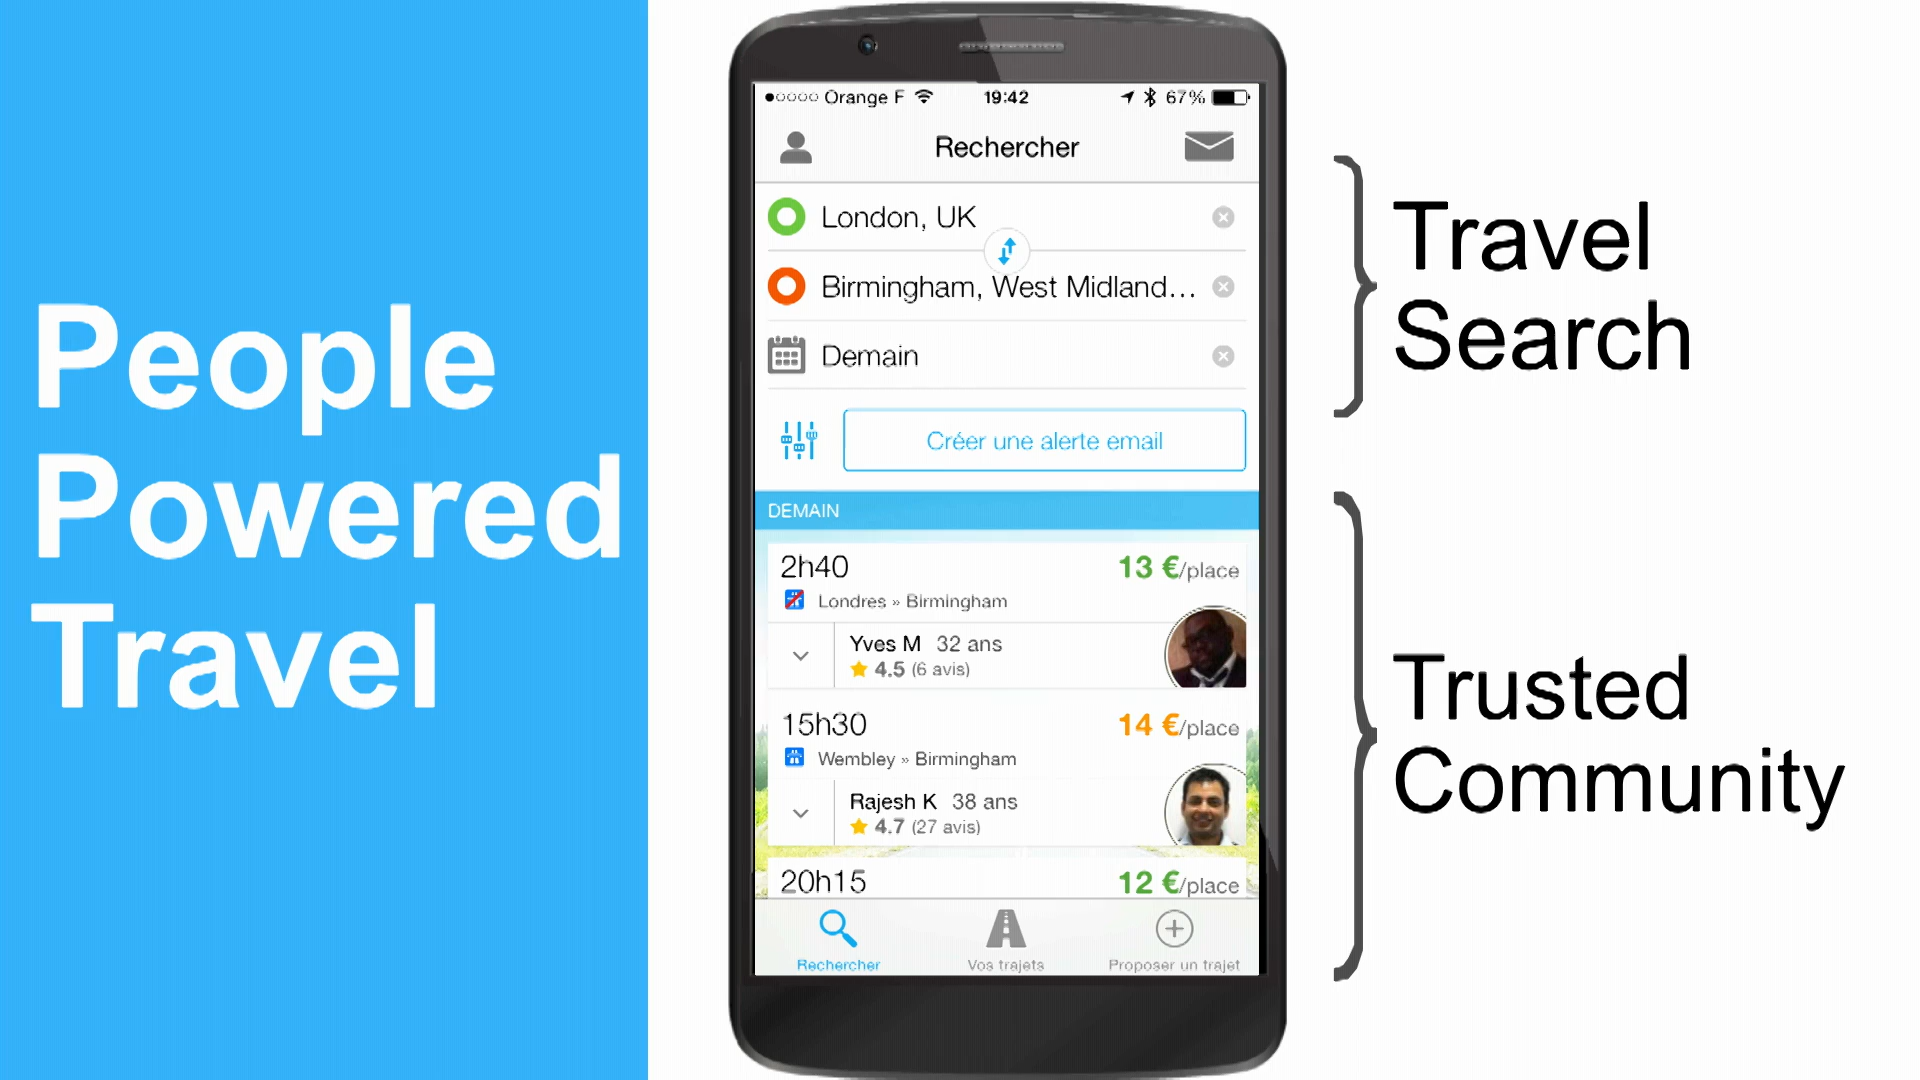 People
Powered
Travel
Orange F 19:42 67%
Rechercher
London, UK
Birmingham, West Midland...
Demain
Créer une alerte email
DEMAIN
2h40 13 €/place
Londres » Birmingham
Yves M 32 ans
4.5 (6 avis)
15h30 14 €/place
Wembley » Birmingham
Rajesh K 38 ans
4.7 (27 avis)
20h15 12 €/place
Rechercher Vos trajets Proposer un trajet
Travel
Search
Trusted
Community